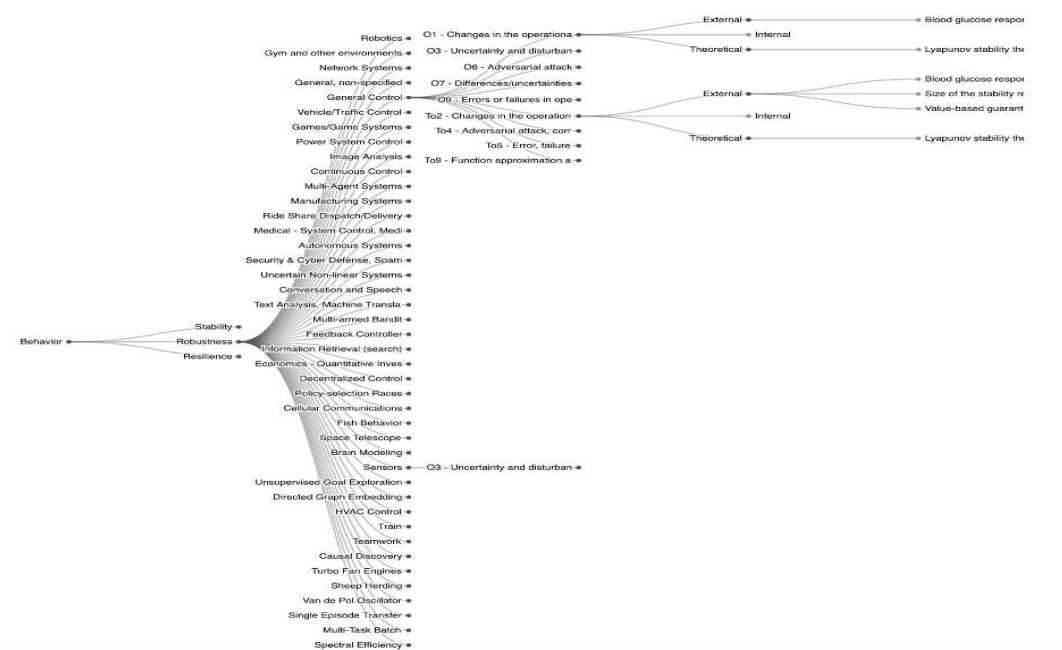 Behavior
Stability
Robustness
Resilience
Robotics
Gym and other environments
Network Systems
General, non-specified
General Control
Vehicle/Traffic Control
Games/Game Systems
Power System Control
Image Analysis
Continuous Control
Multi-Agent Systems
Manufacturing Systems
Ride Share Dispatch/Delivery
Medical - System Control, Medi
Autonomous Systems
Security & Cyber Defense, Spam
Uncertain Non-linear Systems
Conversation and Speech
Text Analysis, Machine Transla
Multi-armed Bandit
Feedback Controller
Information Retrieval (search)
Economics - Quantitative Inves
Decentralized Control
Policy-selection Races
Cellular Communications
Fish Behavior
Space Telescope
Brain Modeling
Sensors
Unsupervised Goal Exploration
Directed Graph Embedding
HVAC Control
Train
Teamwork
Causal Discovery
Turbo Fan Engines
Sheep Herding
Van de Pol Oscillator
Single Episode Transfer
Multi-Task Batch
Spectral Efficiency
O1 - Changes in the operationa
O3 - Uncertainty and disturban
O6 - Adversarial attack
O7 - Differences/uncertainties
O9 - Errors or failures in ope
To2 - Changes in the operation
To4 - Adversarial attack, corr
To5 - Error, failure
To9 - Function approximation a
O3 - Uncertainty and disturban
External
Internal
Theoretical
External
Internal
Theoretical
Blood glucose respo
Lyapunov stability the
Blood glucose respo
Size of the stability re
Value-based guarant
Lyapunov stability the